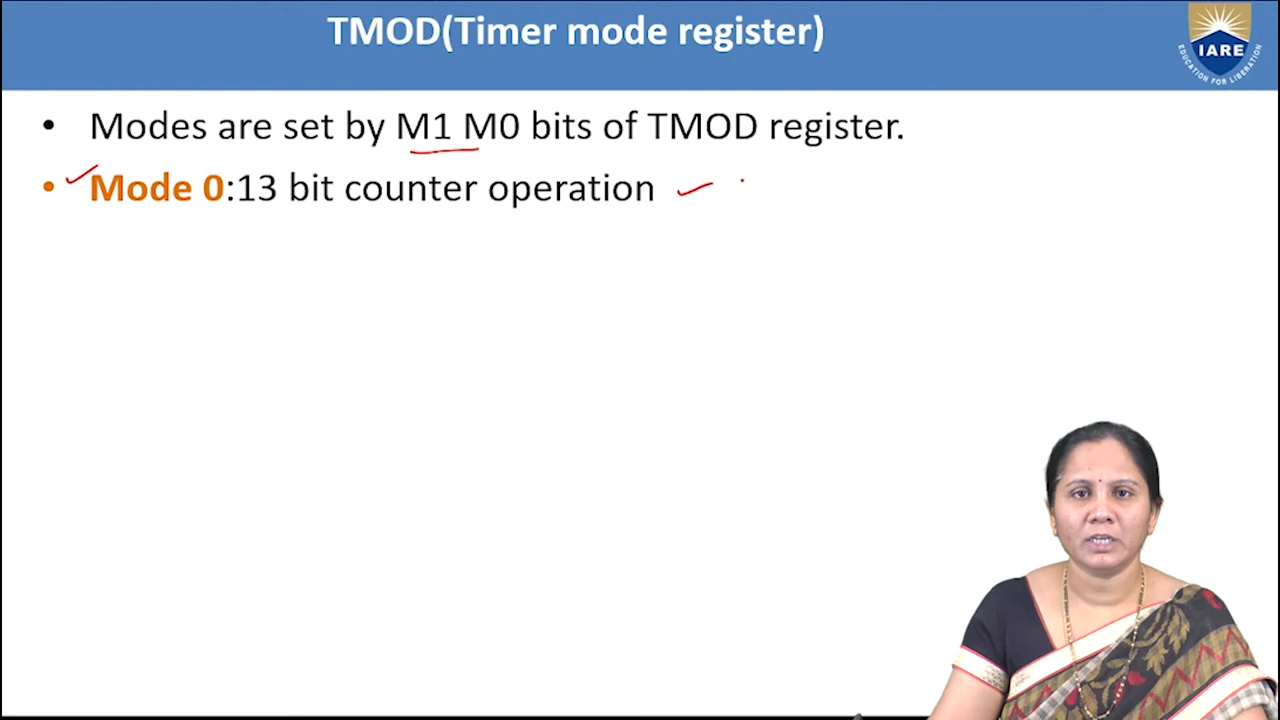 TMOD(Timer mode register)
IARE
EDUCATION FOR LIBERATION
• Modes are set by M1 M0 bits of TMOD register.
• Mode 0:13 bit counter operation